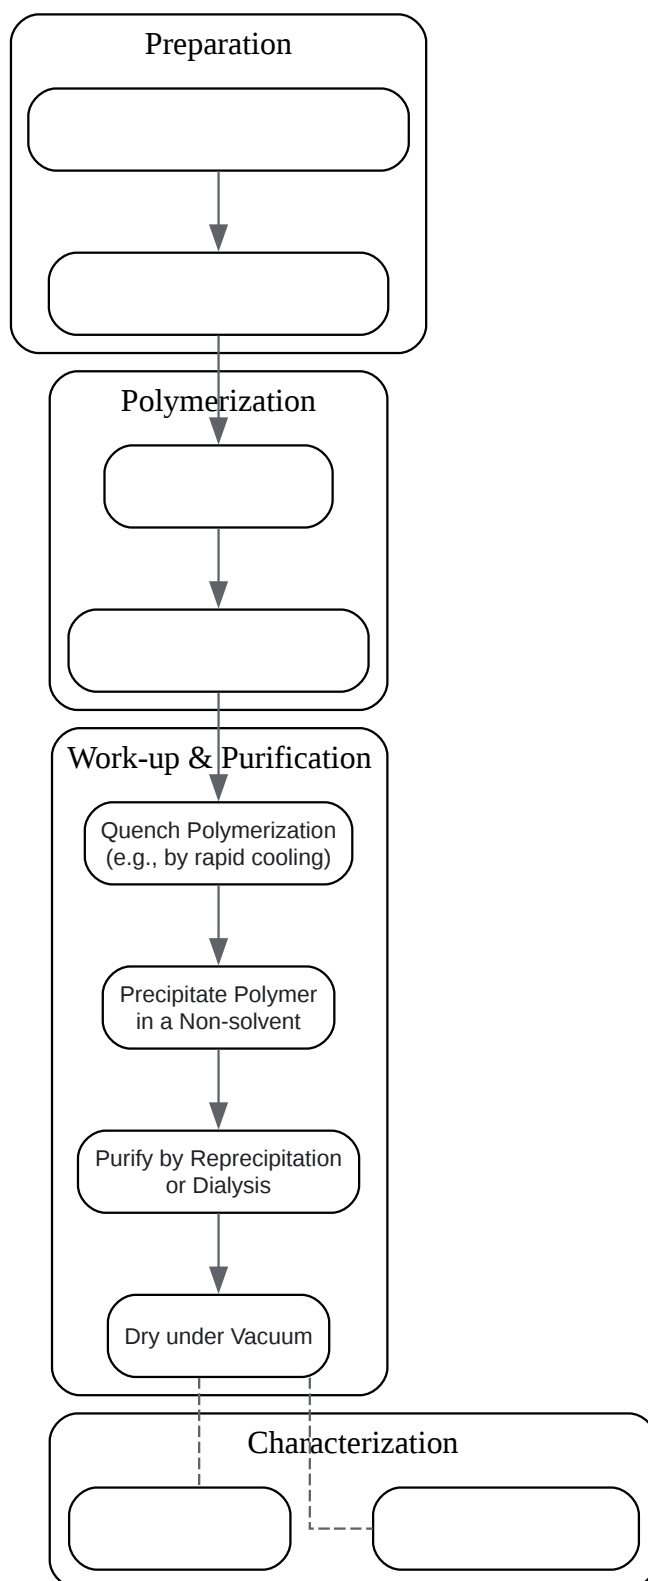 Preparation
Polymerization
Work-up & Purification
Quench Polymerization
(e.g., by rapid cooling)
Precipitate Polymer
in a Non-solvent
Purify by Reprecipitation
or Dialysis
Dry under Vacuum
Characterization